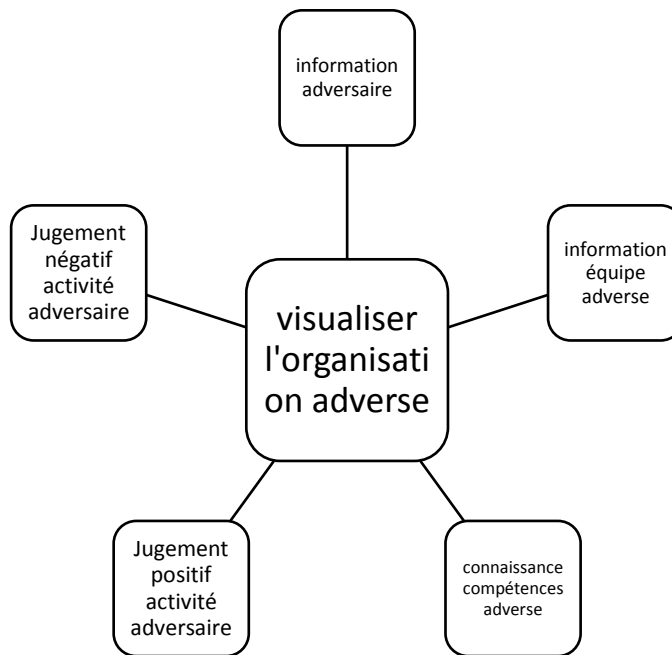 information
adversaire
Jugement
négatif
activité
adversaire
information
équipe
adverse
visualiser
l'organisati
on adverse
Jugement
positif
activité
adversaire
connaissance
compétences
adverse